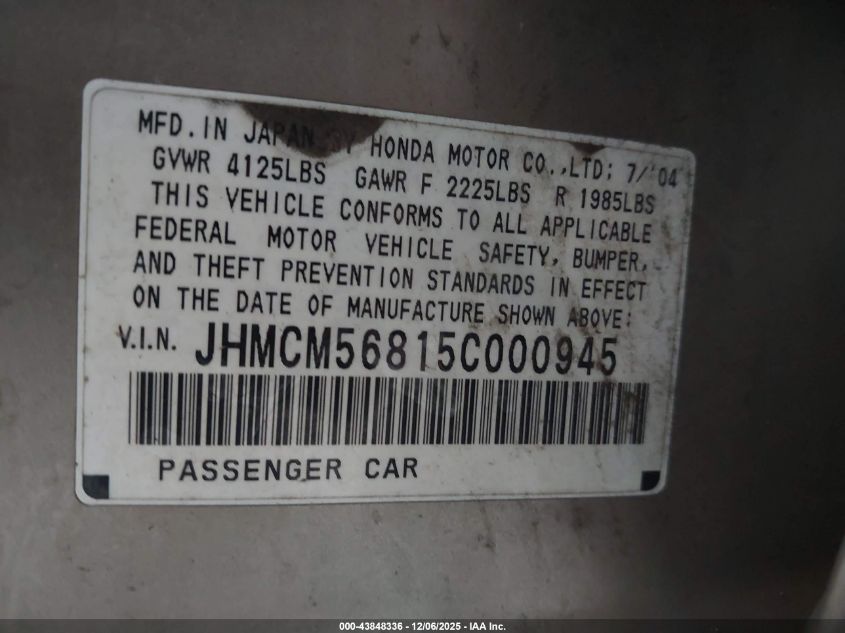 MFD. IN JAPAN BY HONDA MOTOR CO.,LTD; 7/'04
GVWR 4125LBS GAWR F 2225LBS R 1985LBS
THIS VEHICLE CONFORMS TO ALL APPLICABLE
FEDERAL MOTOR VEHICLE SAFETY, BUMPER,
AND THEFT PREVENTION STANDARDS IN EFFECT
ON THE DATE OF MANUFACTURE SHOWN ABOVE:
V.I.N. JHMCM56815C000945
PASSENGER CAR
000-43848336 - 12/06/2025 - IAA Inc.